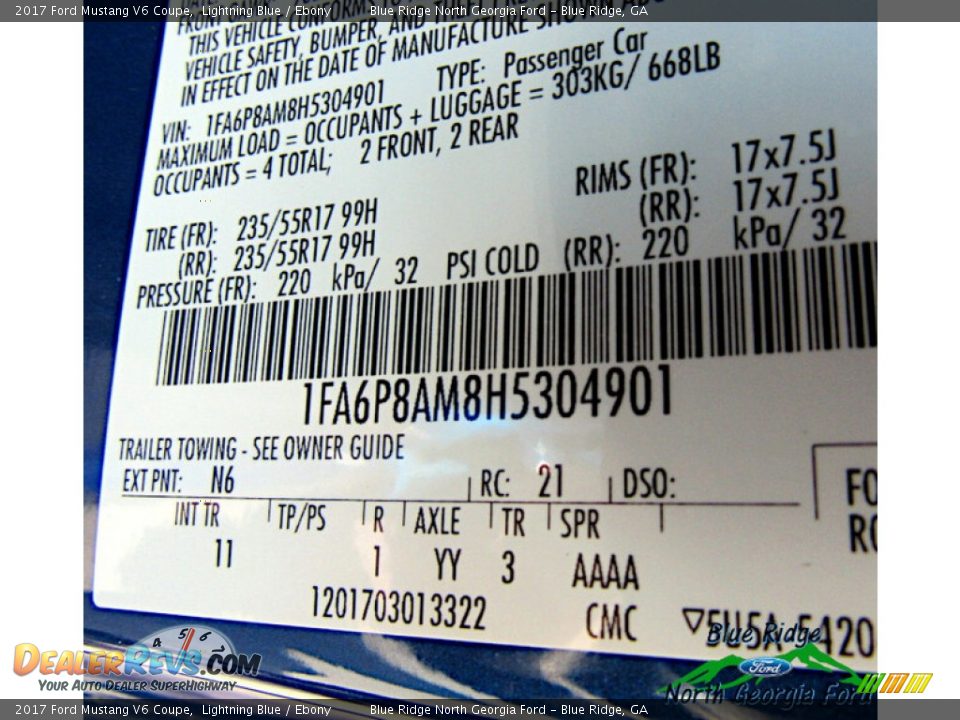 2017 Ford Mustang V6 Coupe, Lightning Blue / Ebony Blue Ridge North Georgia Ford - Blue Ridge, GA
THIS VEHICLE CONFORM
VEHICLE SAFETY, BUMPER, AND
IN EFFECT ON THE DATE OF MANUFACTURE SHOWN
VIN: 1FA6P8AM8H5304901 TYPE: Passenger Car
MAXIMUM LOAD = OCCUPANTS + LUGGAGE = 303KG/ 668LB
OCCUPANTS = 4 TOTAL; 2 FRONT, 2 REAR
RIMS (FR): 17x7.5J
TIRE (FR): 235/55R17 99H (RR): 17x7.5J
(RR): 235/55R17 99H
PRESSURE (FR): 220 kPa/ 32 PSI COLD (RR): 220 kPa/ 32
1FA6P8AM8H5304901
TRAILER TOWING - SEE OWNER GUIDE
EXT PNT: N6 RC: 21 DSO:
INT TR TP/PS R AXLE TR SPR
11 1 YY 3 AAAA
1201703013322 CMC
Blue Ridge
Ford
North Georgia Ford
4 5 6
DEALERREVS.COM
YOUR AUTO DEALER SUPERHIGHWAY
2017 Ford Mustang V6 Coupe, Lightning Blue / Ebony Blue Ridge North Georgia Ford - Blue Ridge, GA